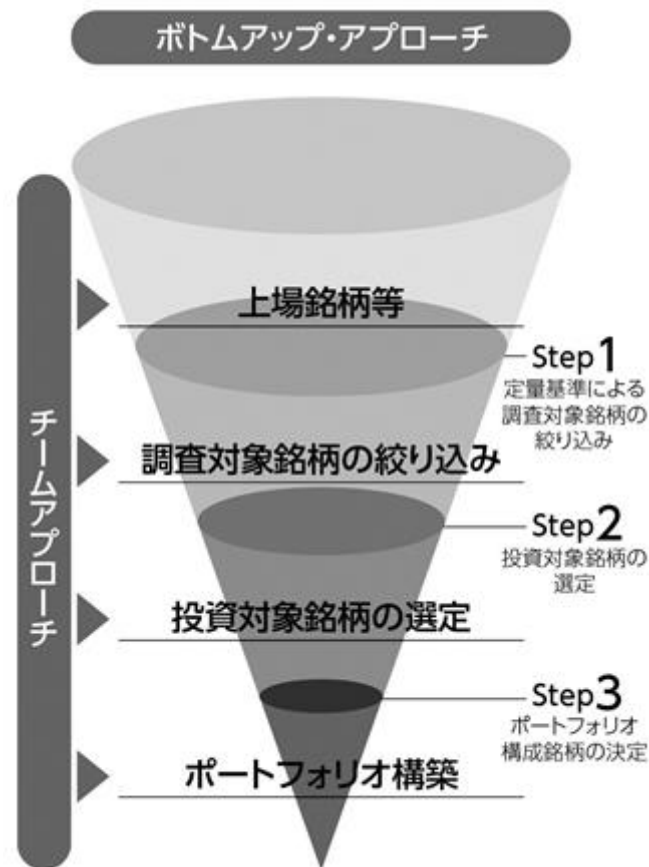 ボトムアップ・アプローチ
チームアプローチ
上場銘柄等
Step1
定量基準による
調査対象銘柄の
絞り込み
調査対象銘柄の絞り込み
Step2
投資対象銘柄の
選定
投資対象銘柄の選定
Step3
ポートフォリオ
構成銘柄の決定
ポートフォリオ構築